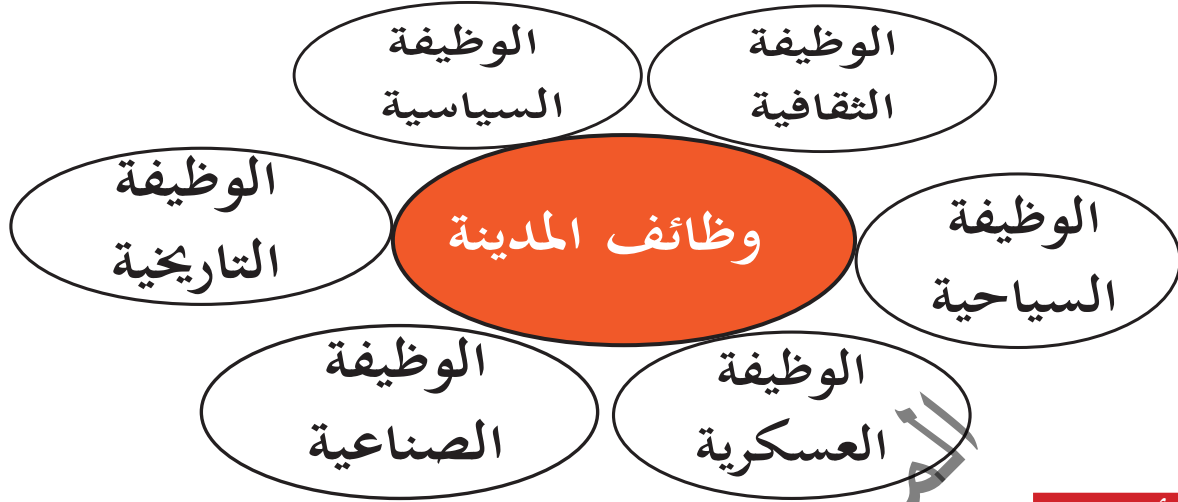 الوظيفة
الثقافية
الوظيفة
السياسية
وظائف المدينة
الوظيفة
السياحية
الوظيفة
التاريخية
الوظيفة
العسكرية
الوظيفة
الصناعية